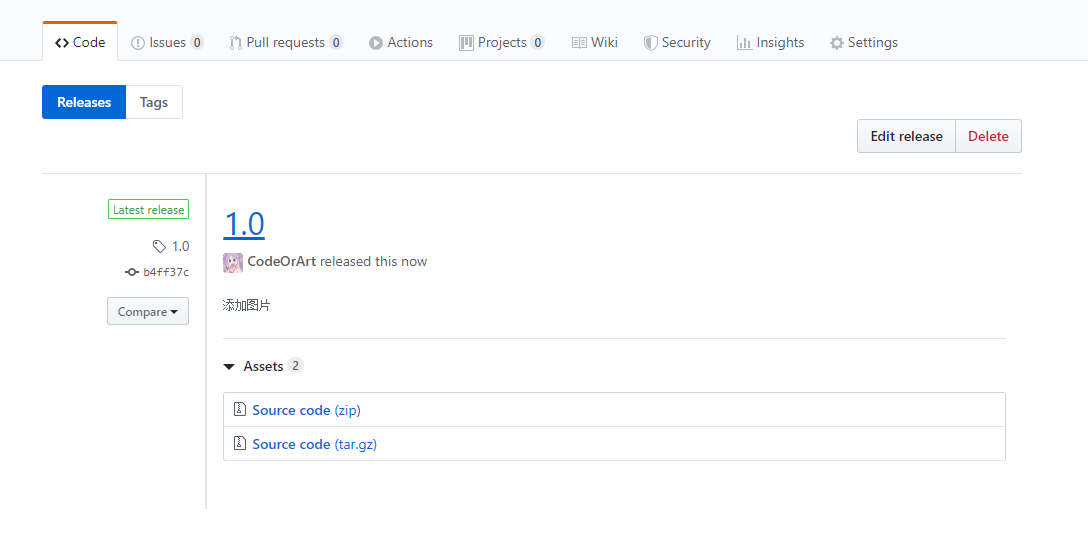 Code Issues 0 Pull requests 0 Actions Projects 0 Wiki Security Insights Settings
Releases Tags
Edit release Delete
Latest release
1.0
b4ff37c
Compare
1.0
CodeOrArt released this now
添加图片
Assets 2
Source code (zip)
Source code (tar.gz)